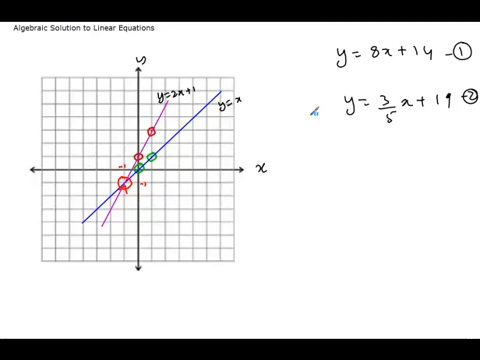 Algebraic Solution to Linear Equations
y = 8x + 14 - ①
y = 3/5 x + 19 - ②
y
y = 2x + 1
y = x
x
-1
-1